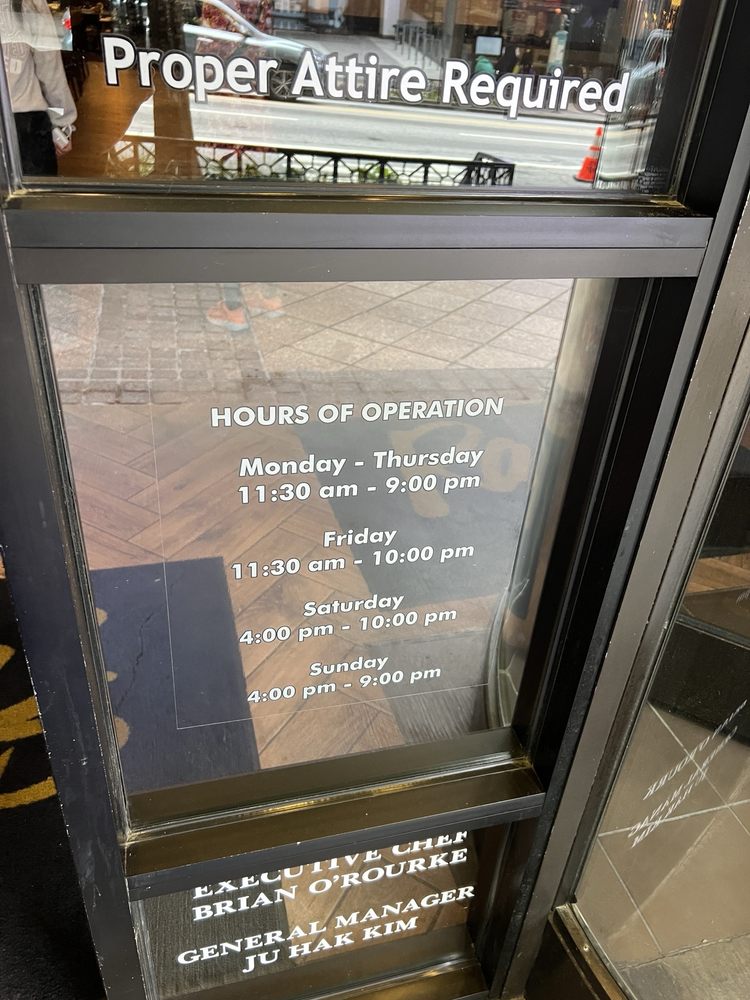 Proper Attire Required
HOURS OF OPERATION
Monday - Thursday
11:30 am - 9:00 pm
Friday
11:30 am - 10:00 pm
Saturday
4:00 pm - 10:00 pm
Sunday
4:00 pm - 9:00 pm
EXECUTIVE CHEF
BRIAN O'ROURKE
GENERAL MANAGER
JU HAK KIM